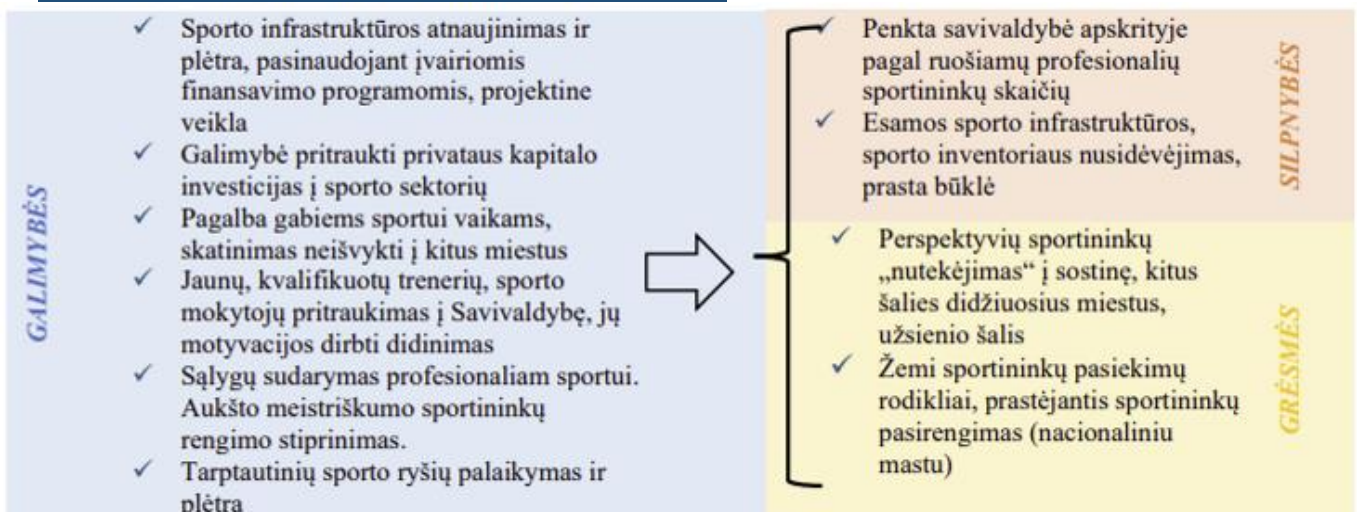 GALIMYBĖS
Sporto infrastruktūros atnaujinimas ir
plėtra, pasinaudojant įvairiomis
finansavimo programomis, projektine
veikla
Galimybė pritraukti privataus kapitalo
investicijas į sporto sektorių
Pagalba gabiems sportui vaikams,
skatinimas neišvykti į kitus miestus
Jaunų, kvalifikuotų trenerių, sporto
mokytojų pritraukimas į Savivaldybę, jų
motyvacijos dirbti didinimas
Sąlygų sudarymas profesionaliam sportui.
Aukšto meistriškumo sportininkų
rengimo stiprinimas.
Tarptautinių sporto ryšių palaikymas ir
plėtra
Penkta savivaldybė apskrityje
pagal ruošiamų profesionalių
sportininkų skaičių
Esamos sporto infrastruktūros,
sporto inventoriaus nusidėvėjimas,
prasta būklė
SILPNYBĖS
Perspektyvių sportininkų
„nutekėjimas“ į sostinę, kitus
šalies didžiuosius miestus,
užsienio šalis
Žemi sportininkų pasiekimų
rodikliai, prastėjantis sportininkų
pasirengimas (nacionaliniu
mastu)
GRĖSMĖS